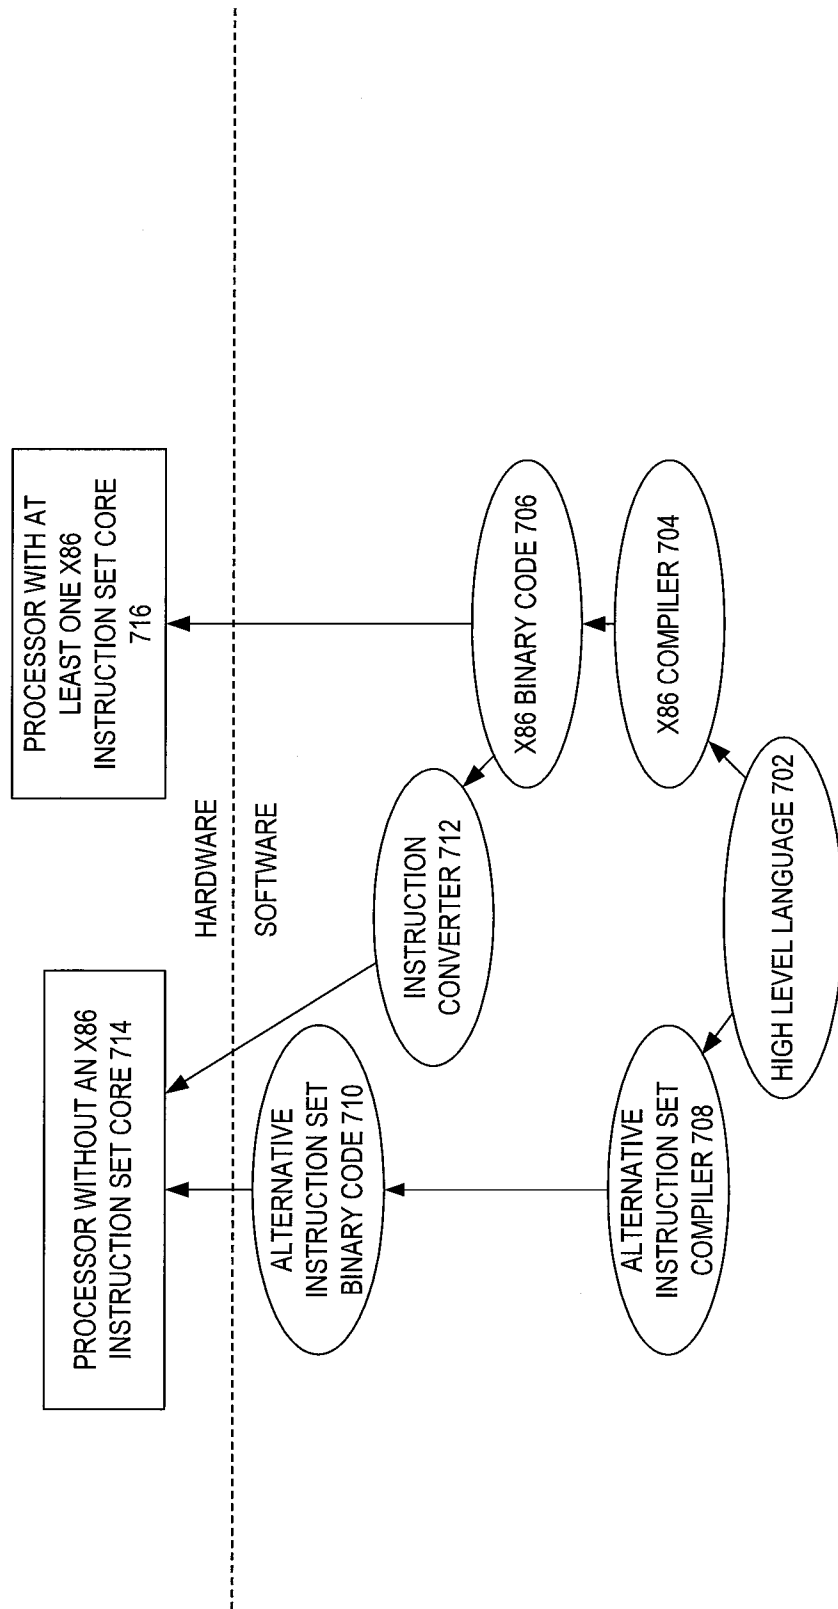 PROCESSOR WITHOUT AN X86
INSTRUCTION SET CORE 714
PROCESSOR WITH AT
LEAST ONE X86
INSTRUCTION SET CORE
716
HARDWARE
SOFTWARE
ALTERNATIVE
INSTRUCTION SET
BINARY CODE 710
INSTRUCTION
CONVERTER 712
X86 BINARY CODE 706
ALTERNATIVE
INSTRUCTION SET
COMPILER 708
X86 COMPILER 704
HIGH LEVEL LANGUAGE 702